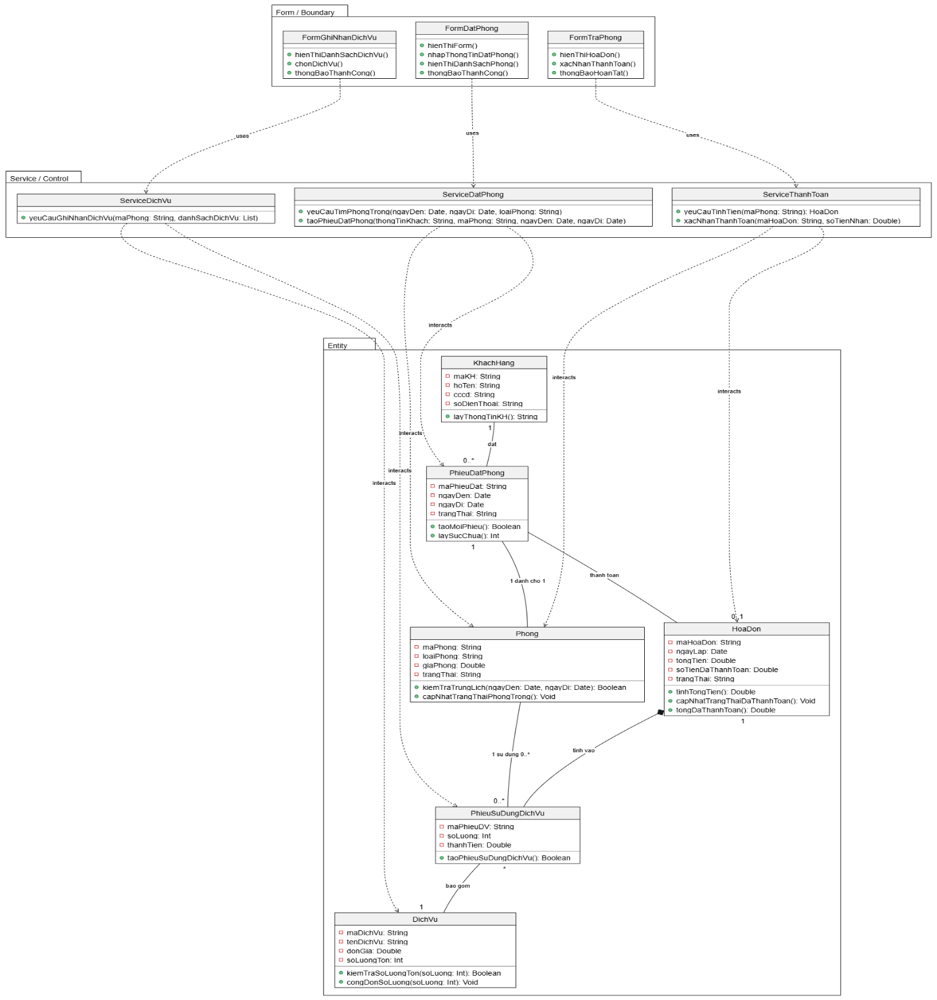 Form / Boundary
FormGhiNhanDichVu
hienThiDanhSachDichVu()
chonDichVu()
thongBaoThanhCong()
FormDatPhong
hienThiForm()
nhapThongTinDatPhong()
hienThiDanhSachPhong()
thongBaoThanhCong()
FormTraPhong
hienThiHoaDon()
xacNhanThanhToan()
thongBaoHoanTat()
uses
uses
uses
Service / Control
ServiceDichVu
yeuCauGhiNhanDichVu(maPhong: String, danhSachDichVu: List)
ServiceDatPhong
yeuCauTimPhongTrong(ngayDen: Date, ngayDi: Date, loaiPhong: String)
taoPhieuDatPhong(thongTinKhach: String, maPhong: String, ngayDen: Date, ngayDi: Date)
ServiceThanhToan
yeuCauTinhTien(maPhong: String): HoaDon
xacNhanThanhToan(maHoaDon: String, soTienNhan: Double)
interacts
Entity
KhachHang
maKH: String
hoTen: String
cccd: String
soDienThoai: String
layThongTinKH(): String
interacts
interacts
1
interacts
dat
0..*
interacts
interacts
PhieuDatPhong
maPhieuDat: String
ngayDen: Date
ngayDi: Date
trangThai: String
taoMoiPhieu(): Boolean
laySucChua(): Int
1
1 danh cho 1
thanh toan
0..1
Phong
maPhong: String
loaiPhong: String
giaPhong: Double
trangThai: String
kiemTraTrungLich(ngayDen: Date, ngayDi: Date): Boolean
capNhatTrangThaiPhongTrong(): Void
HoaDon
maHoaDon: String
ngayLap: Date
tongTien: Double
soTienDaThanhToan: Double
trangThai: String
tinhTongTien(): Double
capNhatTrangThaiDaThanhToan(): Void
tongDaThanhToan(): Double
1
1 su dung 0..*
tinh vao
0..*
PhieuSuDungDichVu
maPhieuDV: String
soLuong: Int
thanhTien: Double
taoPhieuSuDungDichVu(): Boolean
*
bao gom
1
DichVu
maDichVu: String
tenDichVu: String
donGia: Double
soLuongTon: Int
kiemTraSoLuongTon(soLuong: Int): Boolean
congDonSoLuong(soLuong: Int): Void